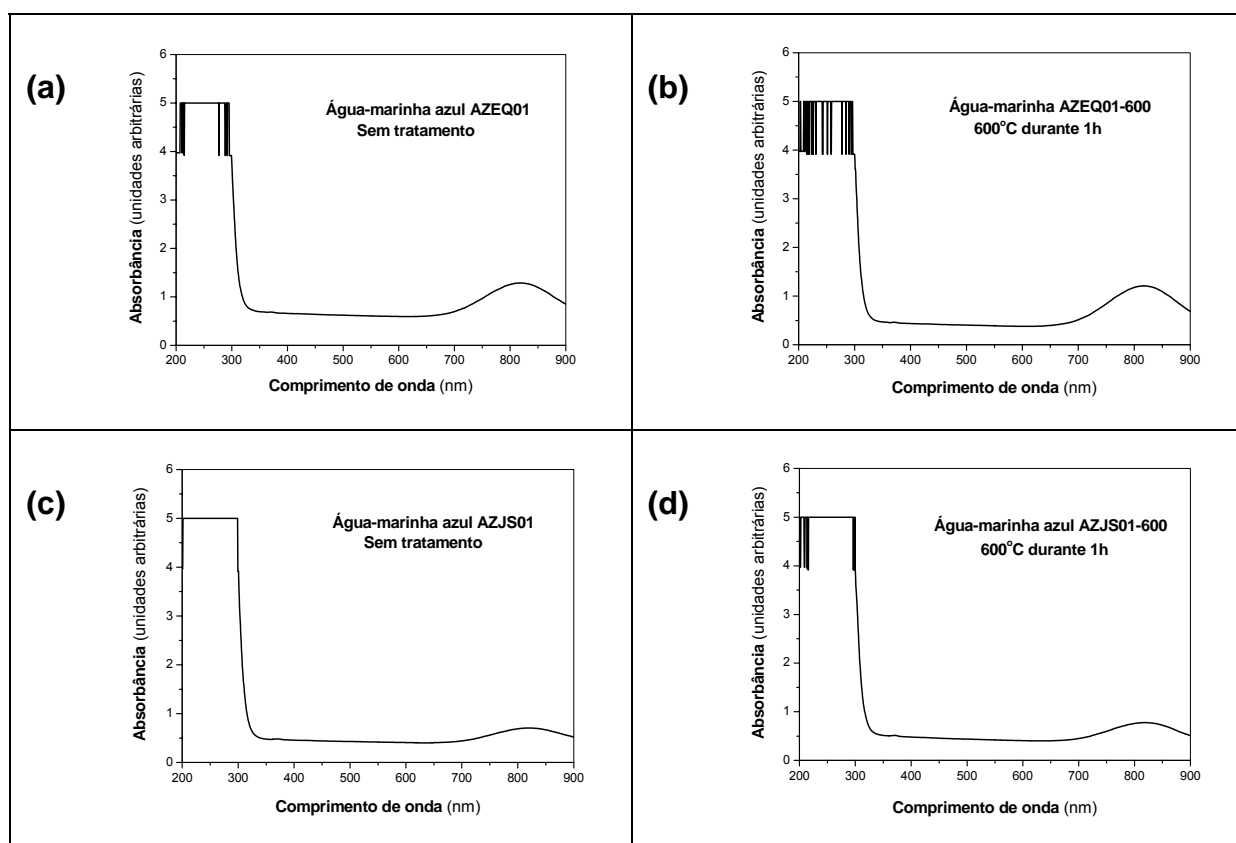 (a)
Água-marinha azul AZEQ01
Sem tratamento
Absorbância (unidades arbitrárias)
6
5
4
3
2
1
0
200 300 400 500 600 700 800 900
Comprimento de onda (nm)
(b)
Água-marinha AZEQ01-600
600°C durante 1h
Absorbância (unidades arbitrárias)
6
5
4
3
2
1
0
200 300 400 500 600 700 800 900
Comprimento de onda (nm)
(c)
Água-marinha azul AZJS01
Sem tratamento
Absorbância (unidades arbitrárias)
6
5
4
3
2
1
0
200 300 400 500 600 700 800 900
Comprimento de onda (nm)
(d)
Água-marinha azul AZJS01-600
600°C durante 1h
Absorbância (unidades arbitrárias)
6
5
4
3
2
1
0
200 300 400 500 600 700 800 900
Comprimento de onda (nm)